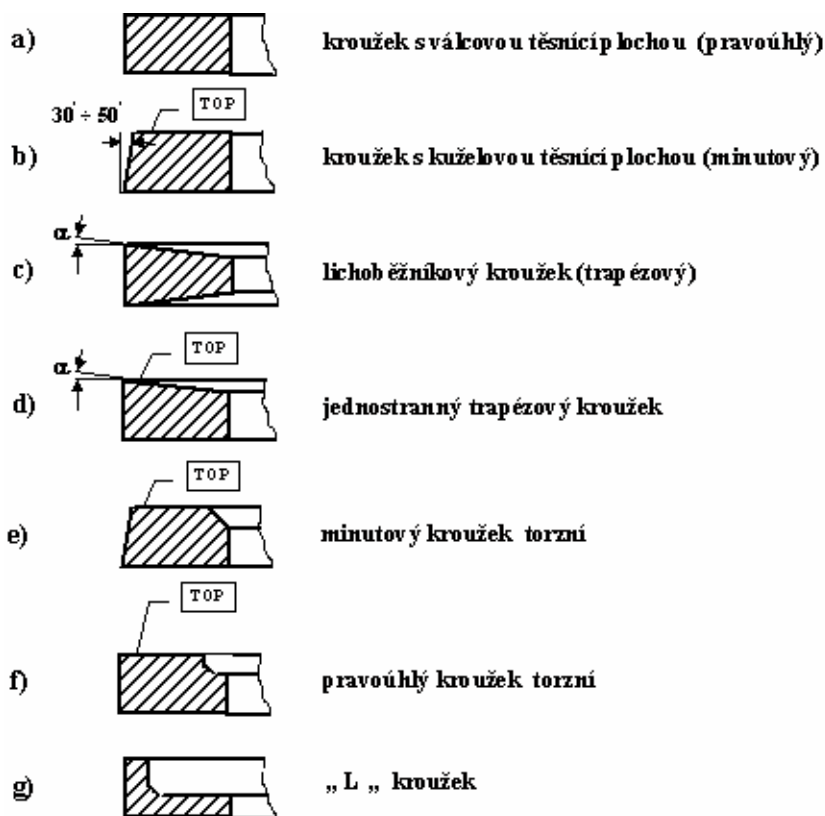 a) kroužek s válcovou těsnící plochou (pravoúhlý)
30' ÷ 50' TOP
b) kroužek s kuželovou těsnící plochou (minutový)
α
c) lichoběžníkový kroužek (trapézový)
TOP
α
d) jednostranný trapézový kroužek
TOP
e) minutový kroužek torzní
TOP
f) pravoúhlý kroužek torzní
g) „ L „ kroužek